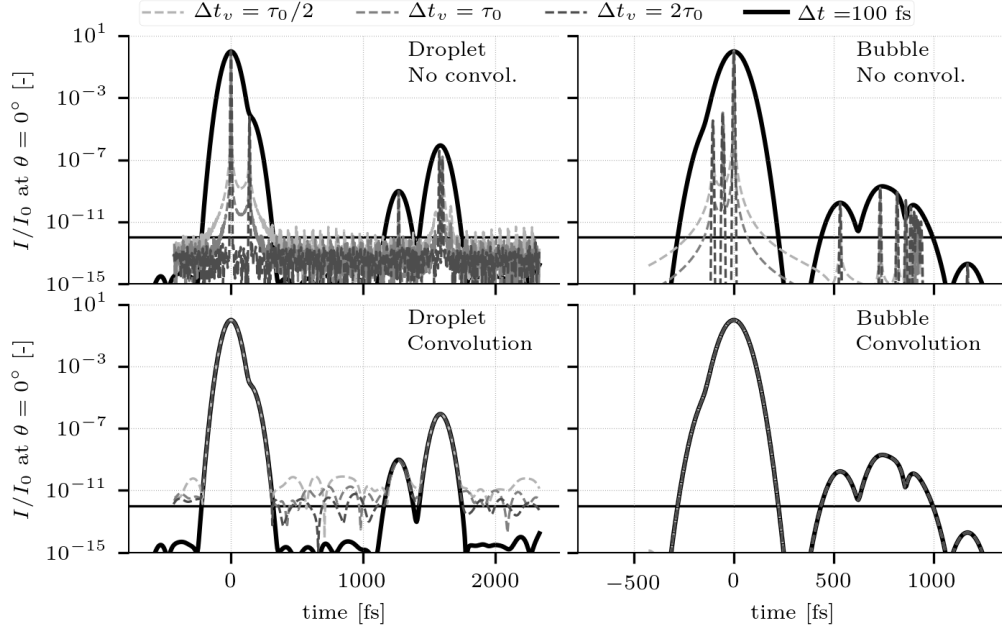 Δt_v = τ_0/2 Δt_v = τ_0 Δt_v = 2τ_0 Δt =100 fs
10^1
10^−3
10^−7
10^−11
10^−15
I/I_0 at θ = 0° [-]
Droplet
No convol.
Bubble
No convol.
10^1
10^−3
10^−7
10^−11
10^−15
I/I_0 at θ = 0° [-]
Droplet
Convolution
Bubble
Convolution
0 1000 2000
time [fs]
−500 0 500 1000
time [fs]